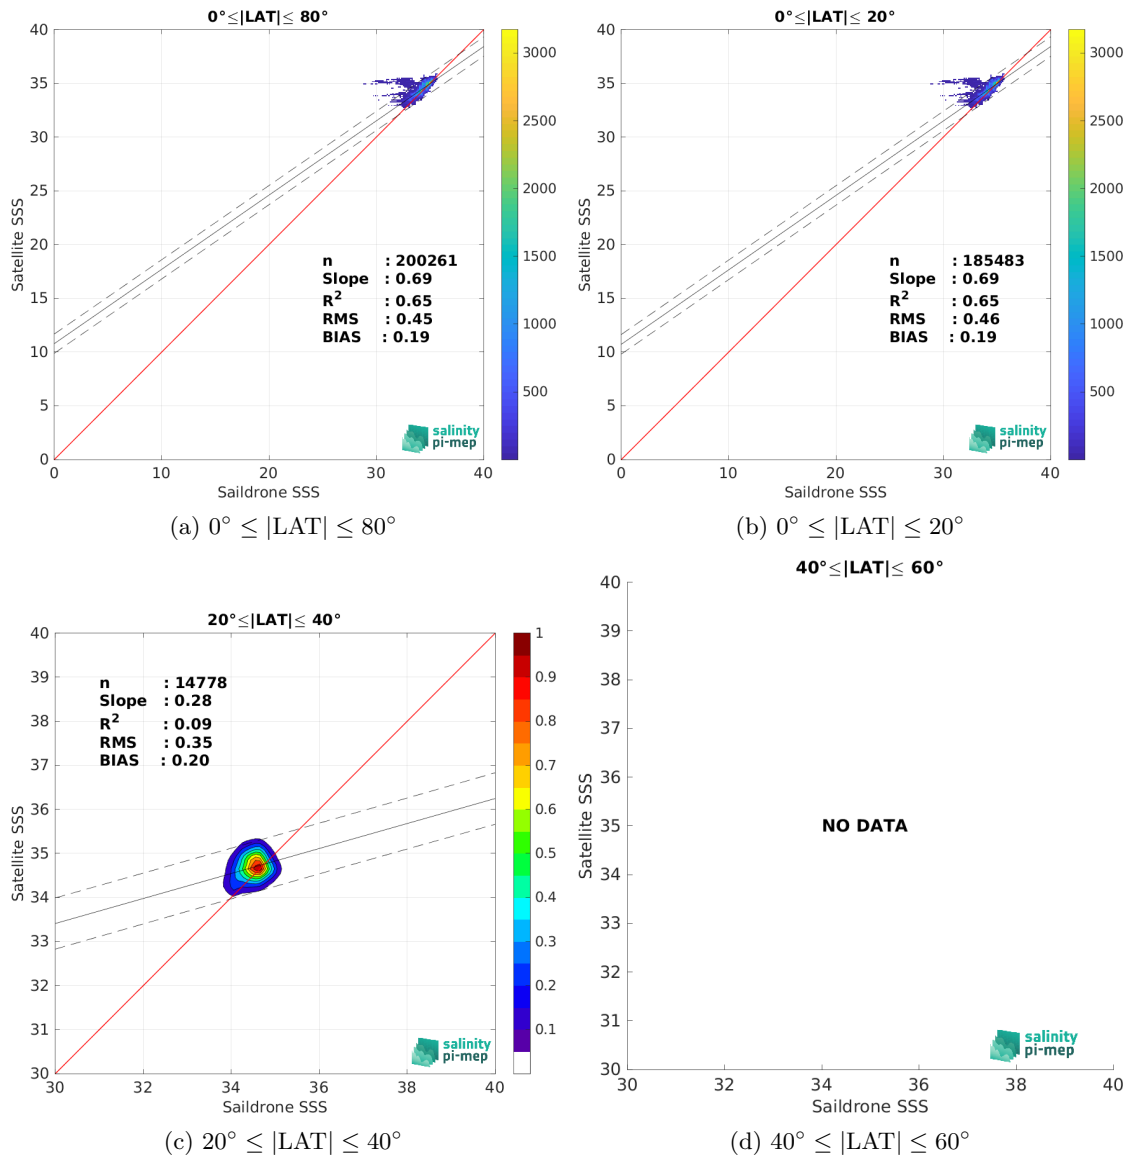 0°≤|LAT|≤ 80°
Satellite SSS
40
35
30
25
20
15
10
5
0
0
10
20
30
40
Saildrone SSS
n : 200261
Slope : 0.69
R² : 0.65
RMS : 0.45
BIAS : 0.19
salinity
pi-mep
3000
2500
2000
1500
1000
500
(a) 0° ≤ |LAT| ≤ 80°
0°≤|LAT|≤ 20°
Satellite SSS
40
35
30
25
20
15
10
5
0
0
10
20
30
40
Saildrone SSS
n : 185483
Slope : 0.69
R² : 0.65
RMS : 0.46
BIAS : 0.19
salinity
pi-mep
3000
2500
2000
1500
1000
500
(b) 0° ≤ |LAT| ≤ 20°
20°≤|LAT|≤ 40°
Satellite SSS
40
39
38
37
36
35
34
33
32
31
30
30
32
34
36
38
40
Saildrone SSS
n : 14778
Slope : 0.28
R² : 0.09
RMS : 0.35
BIAS : 0.20
salinity
pi-mep
1
0.9
0.8
0.7
0.6
0.5
0.4
0.3
0.2
0.1
(c) 20° ≤ |LAT| ≤ 40°
40°≤|LAT|≤ 60°
Satellite SSS
40
39
38
37
36
35
34
33
32
31
30
30
32
34
36
38
40
Saildrone SSS
NO DATA
salinity
pi-mep
(d) 40° ≤ |LAT| ≤ 60°